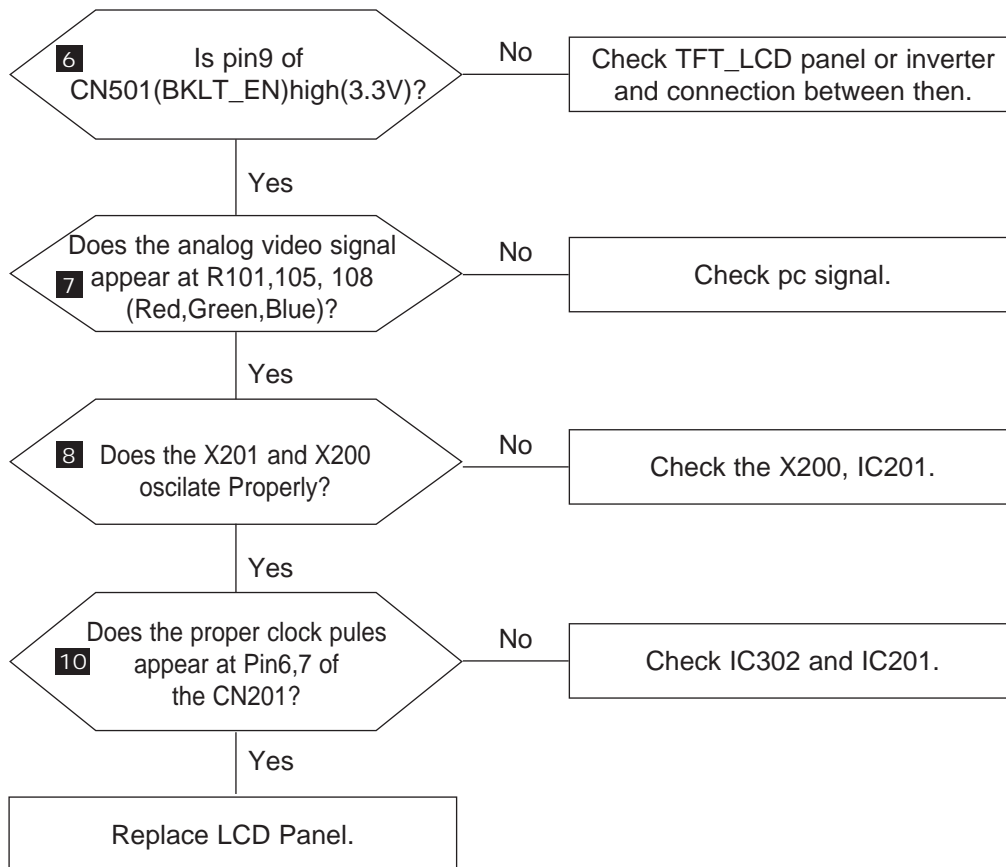 6 Is pin9 of
CN501(BKLT_EN)high(3.3V)?
No
Check TFT_LCD panel or inverter
and connection between then.
Yes
Does the analog video signal
7 appear at R101,105, 108
(Red,Green,Blue)?
No
Check pc signal.
Yes
8 Does the X201 and X200
oscilate Properly?
No
Check the X200, IC201.
Yes
Does the proper clock pules
10 appear at Pin6,7 of
the CN201?
No
Check IC302 and IC201.
Yes
Replace LCD Panel.